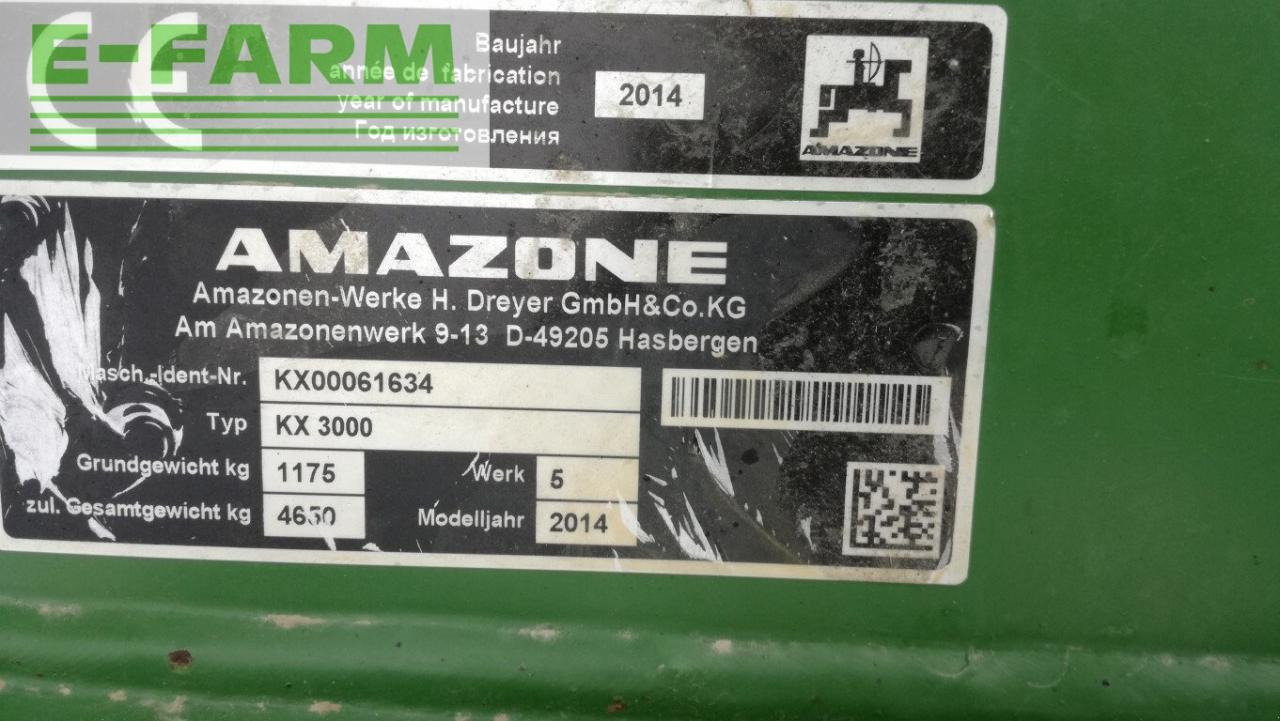 E-FARM
CE
Baujahr
année de fabrication
year of manufacture
Год изготовления
2014
AMAZONE
AMAZONE
Amazonen-Werke H. Dreyer GmbH&Co.KG
Am Amazonenwerk 9-13 D-49205 Hasbergen
Masch.-Ident-Nr. KX00061634
Typ KX 3000
Grundgewicht kg 1175 Werk 5
zul. Gesamtgewicht kg 4650 Modelljahr 2014